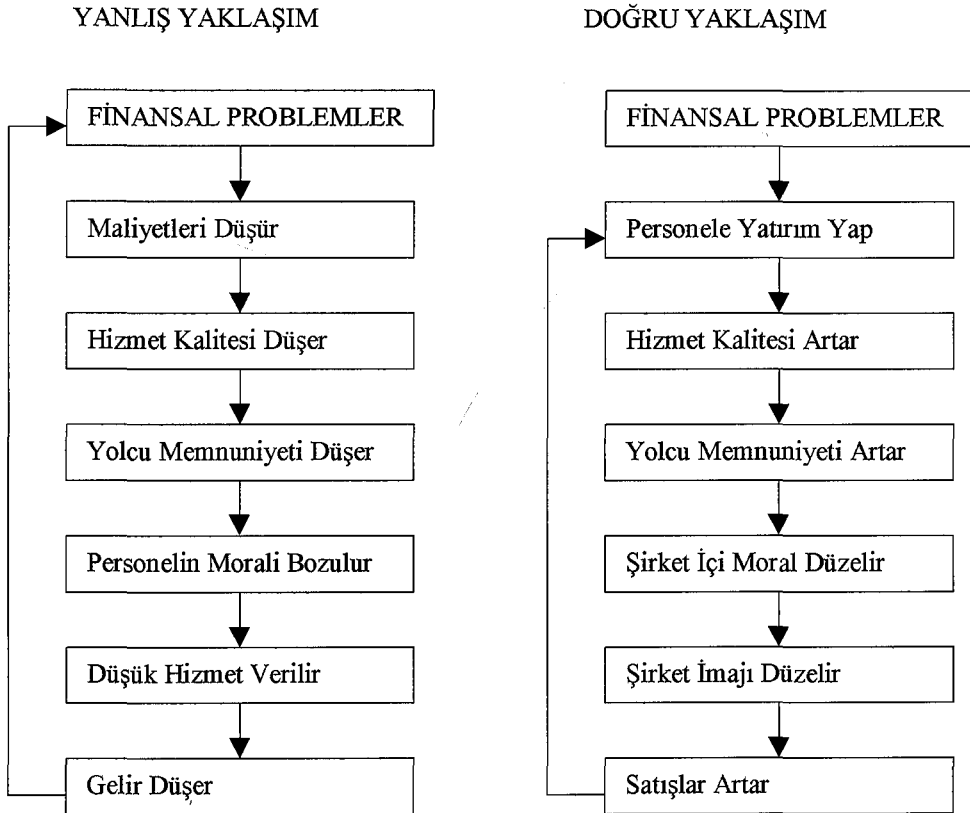 YANLIŞ YAKLAŞIM
FİNANSAL PROBLEMLER
Maliyetleri Düşür
Hizmet Kalitesi Düşer
Yolcu Memnuniyeti Düşer
Personelin Morali Bozulur
Düşük Hizmet Verilir
Gelir Düşer
DOĞRU YAKLAŞIM
FİNANSAL PROBLEMLER
Personele Yatırım Yap
Hizmet Kalitesi Artar
Yolcu Memnuniyeti Artar
Şirket İçi Moral Düzelir
Şirket İmajı Düzelir
Satışlar Artar